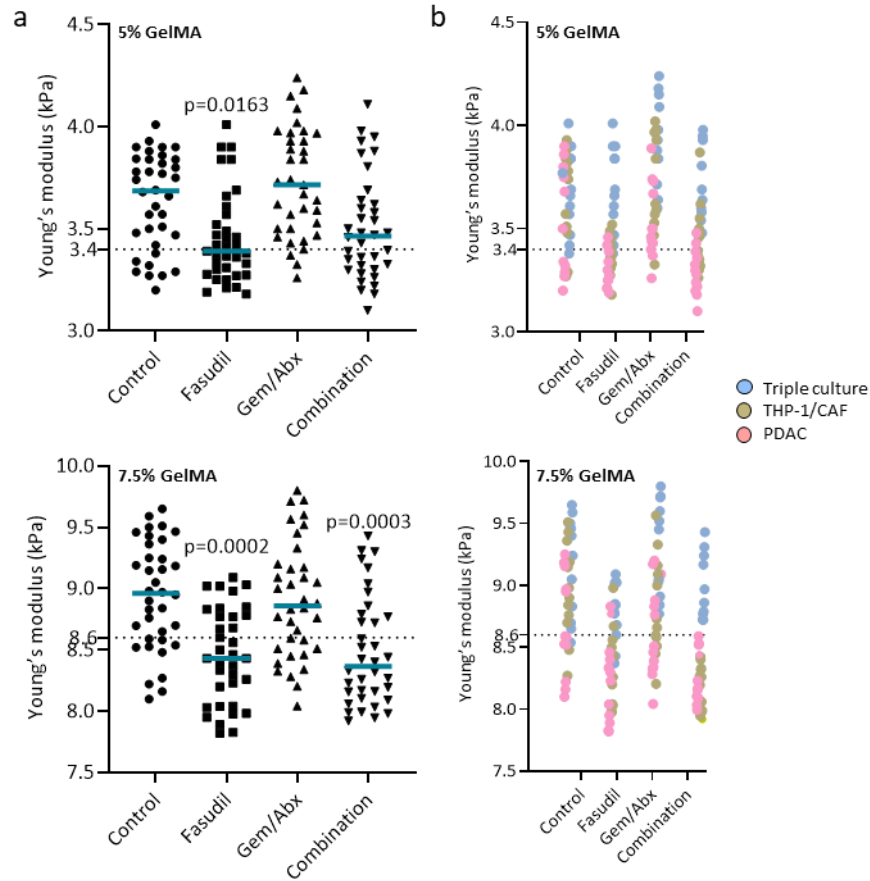 a
5% GelMA
Young's modulus (kPa)
4.5
4.0
3.5
3.4
3.0
p=0.0163
Control
Fasudil
Gem/Abx
Combination
b
5% GelMA
Young's modulus (kPa)
4.5
4.0
3.5
3.4
3.0
Control
Fasudil
Gem/Abx
Combination
Triple culture
THP-1/CAF
PDAC
7.5% GelMA
Young's modulus (kPa)
10.0
9.5
9.0
8.6
8.5
8.0
7.5
p=0.0002
p=0.0003
Control
Fasudil
Gem/Abx
Combination
7.5% GelMA
Young's modulus (kPa)
10.0
9.5
9.0
8.6
8.5
8.0
7.5
Control
Fasudil
Gem/Abx
Combination